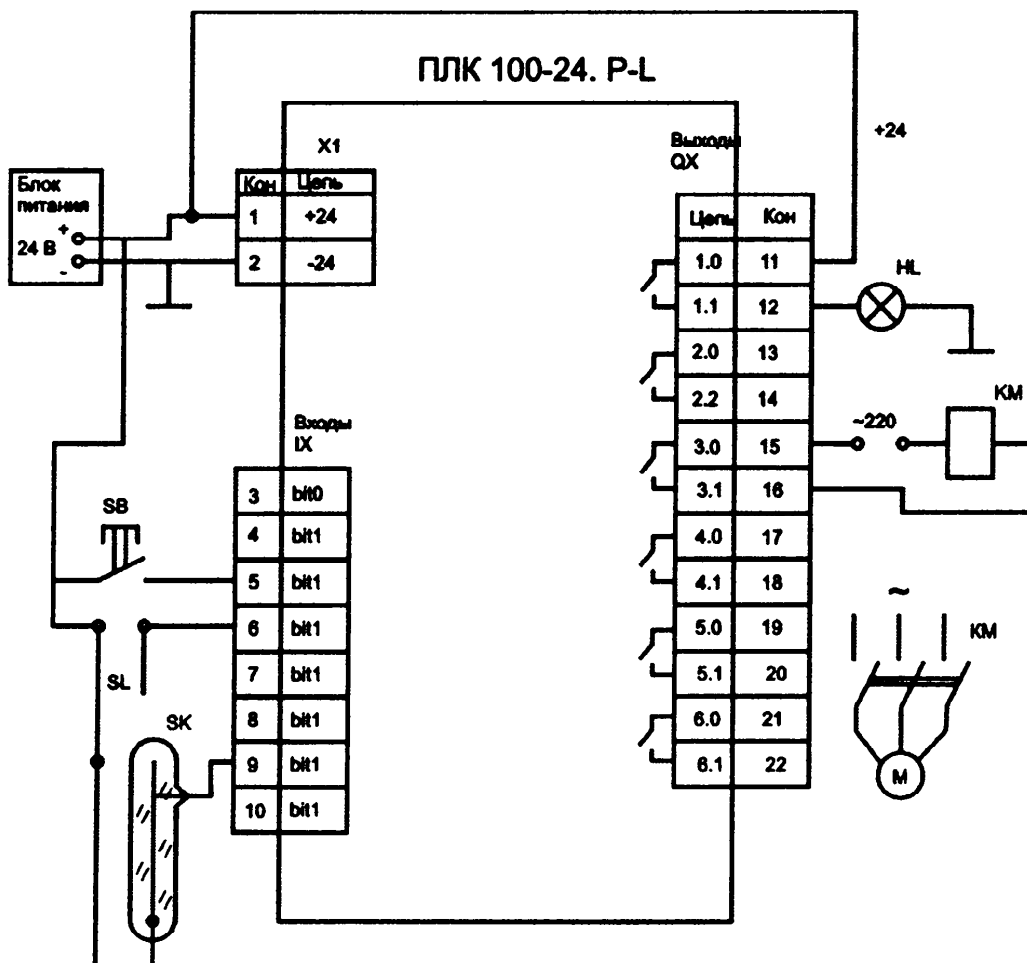 ПЛК 100-24. P-L
+24
X1
Кон Цепь
1 +24
2 -24
Блок
питания
+
24 В
-
Выходы
QX
Цепь Кон
1.0 11
1.1 12
2.0 13
2.2 14
3.0 15
3.1 16
4.0 17
4.1 18
5.0 19
5.1 20
6.0 21
6.1 22
HL
KM
~220
Входы
IX
3 bit0
4 bit1
5 bit1
6 bit1
7 bit1
8 bit1
9 bit1
10 bit1
SB
SL
SK
~
KM
M